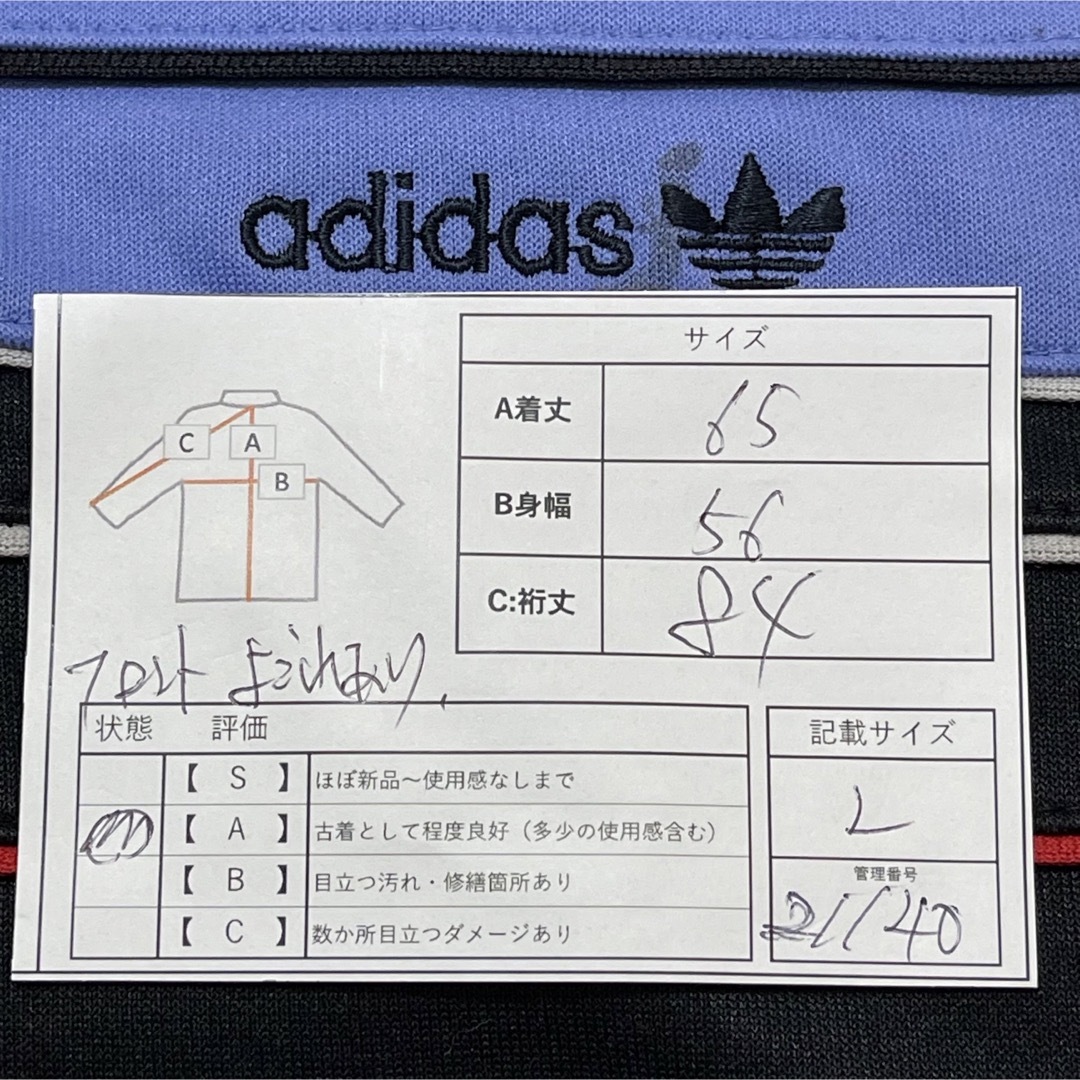 adidas
サイズ
A着丈 65
B身幅 56
C:裄丈 84
C A
B
フロント よごれあり.
状態 評価
【 S 】 ほぼ新品～使用感なしまで
【 A 】 古着として程度良好（多少の使用感含む）
【 B 】 目立つ汚れ・修繕箇所あり
【 C 】 数か所目立つダメージあり
記載サイズ
L
管理番号